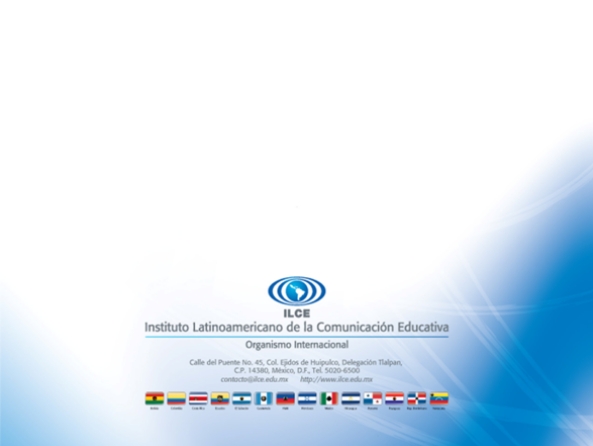 ILCE
Instituto Latinoamericano de la Comunicación Educativa
Organismo Internacional
Calle del Puente No. 45, Col. Ejidos de Huipulco, Delegación Tlalpan,
C.P. 14380, México, D.F., Tel. 5020-6500
contacto@ilce.edu.mx http://www.ilce.edu.mx